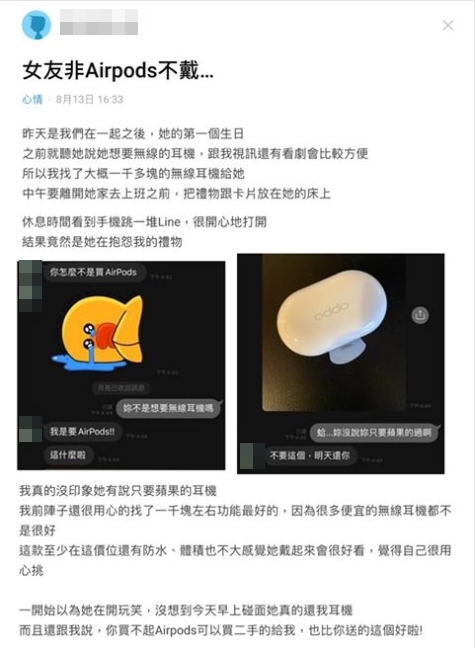 女友非Airpods不戴...
心情 · 8月13日 16:33
昨天是我們在一起之後，她的第一個生日
之前就聽她說她想要無線的耳機，跟我視訊還有看劇會比較方便
所以我找了大概一千多塊的無線耳機給她
中午要離開她家去上班之前，把禮物跟卡片放在她的床上
休息時間看到手機跳一堆Line，很開心地打開
結果竟然是她在抱怨我的禮物
你怎麼不是買 AirPods
妳不是想要無線耳機嗎
我是要AirPods!!
這什麼啦
oddio
蛤...妳沒說妳只要蘋果的過啊
不要這個，明天還你
我真的沒印象她有說只要蘋果的耳機
我前陣子還很用心的找了一千塊左右功能最好的，因為很多便宜的無線耳機都不
是很好
這款至少在這價位還有防水、體積也不大感覺她戴起來會很好看，覺得自己很用
心挑
一開始以為她在開玩笑，沒想到今天早上碰面她真的還我耳機
而且還跟我說，你買不起Airpods可以買二手的給我，也比你送的這個好啦!